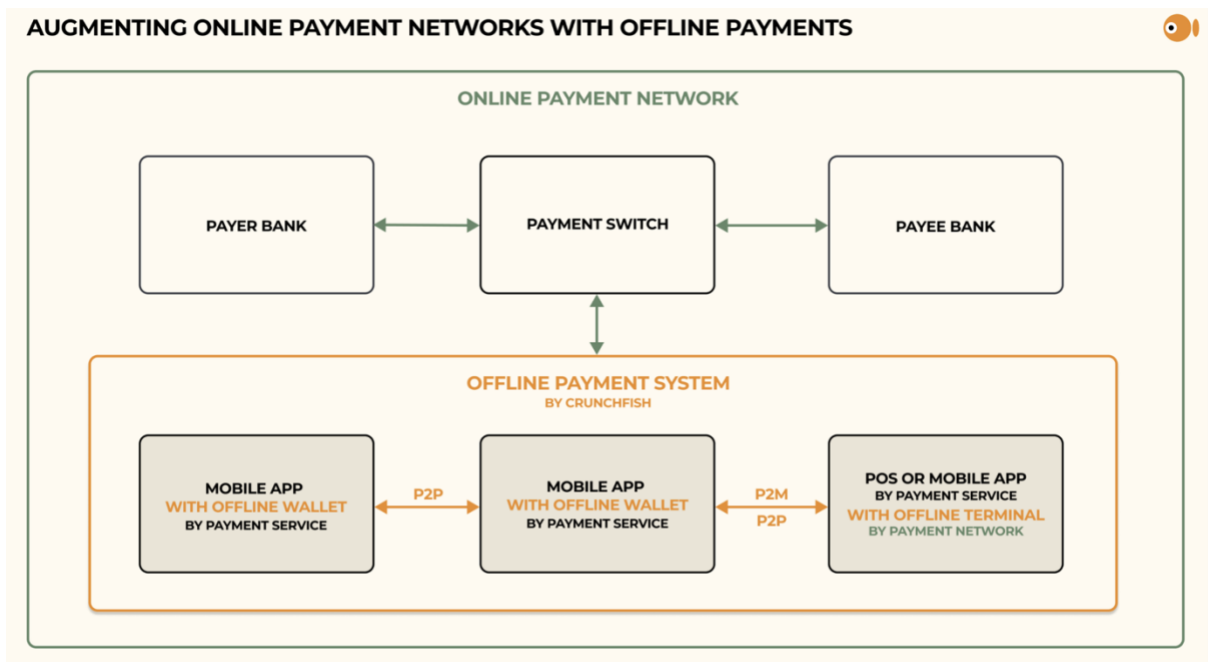 AUGMENTING ONLINE PAYMENT NETWORKS WITH OFFLINE PAYMENTS
ONLINE PAYMENT NETWORK
PAYER BANK
PAYMENT SWITCH
PAYEE BANK
OFFLINE PAYMENT SYSTEM
BY CRUNCHFISH
MOBILE APP
WITH OFFLINE WALLET
BY PAYMENT SERVICE
P2P
MOBILE APP
WITH OFFLINE WALLET
BY PAYMENT SERVICE
P2M
P2P
POS OR MOBILE APP
BY PAYMENT SERVICE
WITH OFFLINE TERMINAL
BY PAYMENT NETWORK